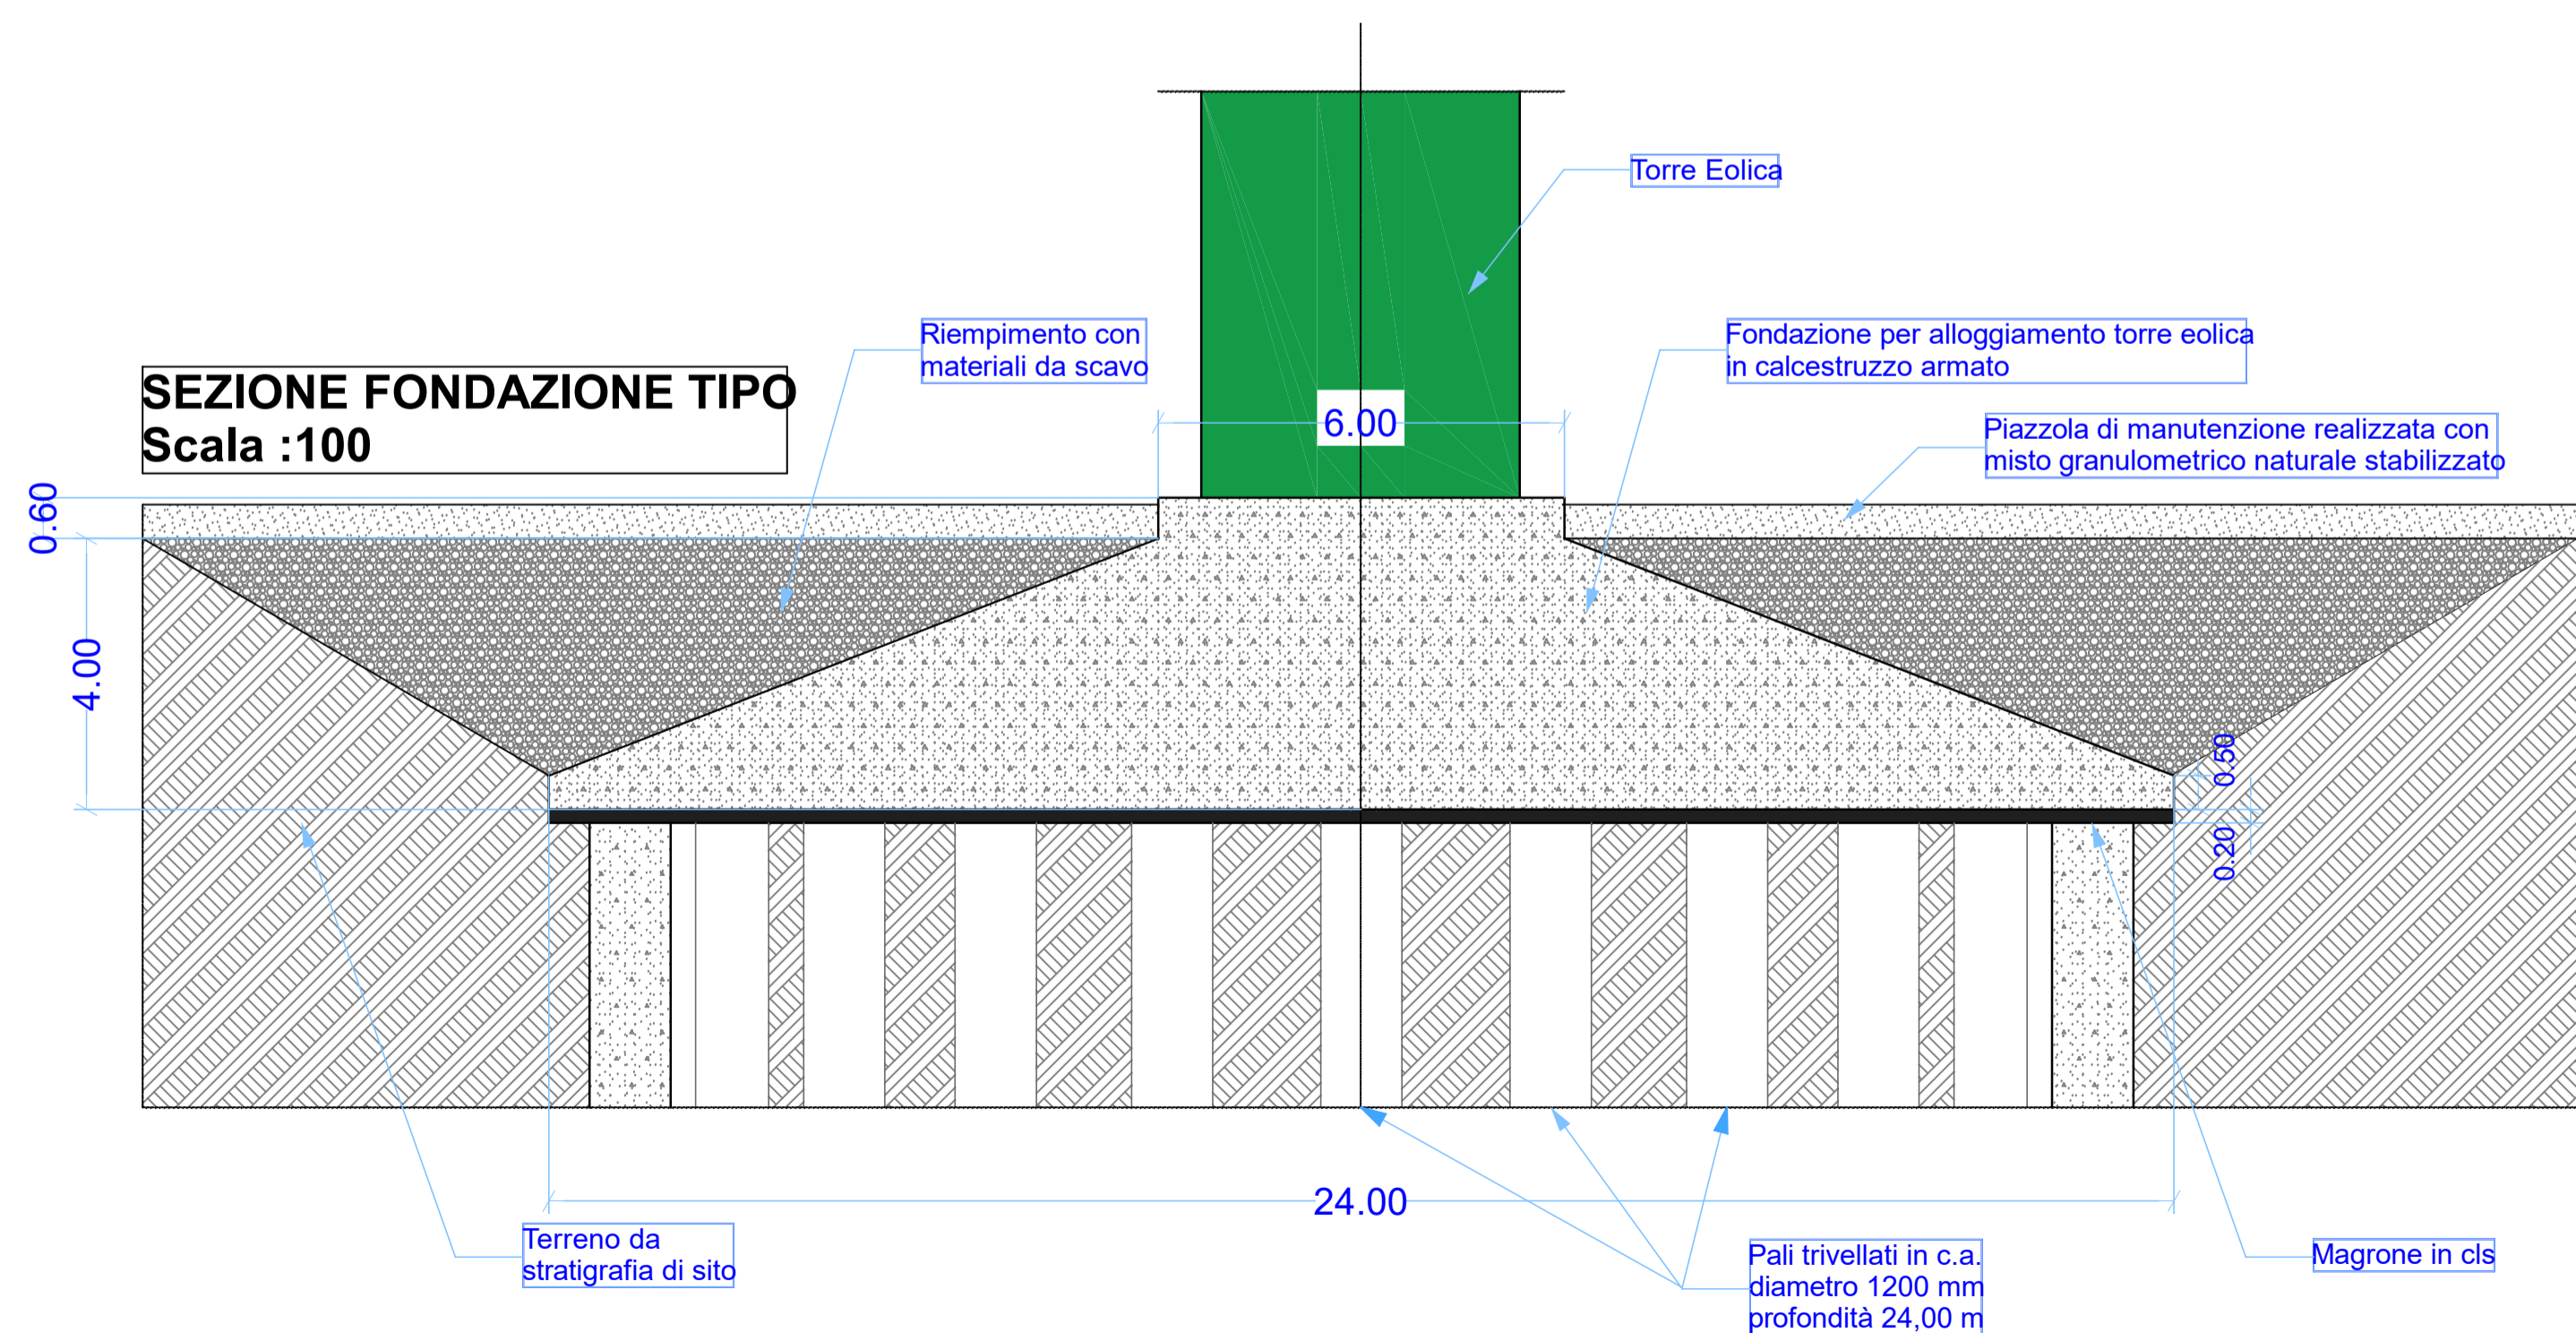 Torre Eolica
Riempimento con
materiali da scavo
Fondazione per alloggiamento torre eolica
in calcestruzzo armato
SEZIONE FONDAZIONE TIPO
Scala :100
6.00
Piazzola di manutenzione realizzata con
misto granulometrico naturale stabilizzato
0.60
4.00
0.50
0.20
24.00
Terreno da
stratigrafia di sito
Pali trivellati in c.a.
diametro 1200 mm
profondità 24,00 m
Magrone in cls